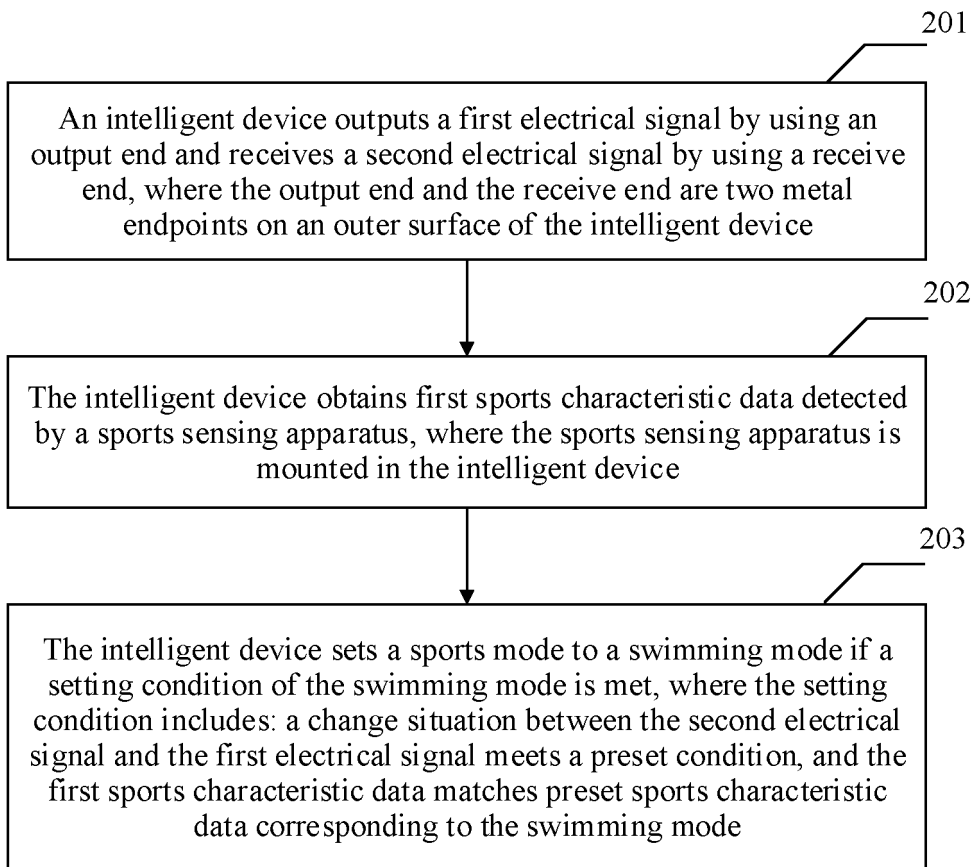 201
An intelligent device outputs a first electrical signal by using an
output end and receives a second electrical signal by using a receive
end, where the output end and the receive end are two metal
endpoints on an outer surface of the intelligent device
202
The intelligent device obtains first sports characteristic data detected
by a sports sensing apparatus, where the sports sensing apparatus is
mounted in the intelligent device
203
The intelligent device sets a sports mode to a swimming mode if a
setting condition of the swimming mode is met, where the setting
condition includes: a change situation between the second electrical
signal and the first electrical signal meets a preset condition, and the
first sports characteristic data matches preset sports characteristic
data corresponding to the swimming mode